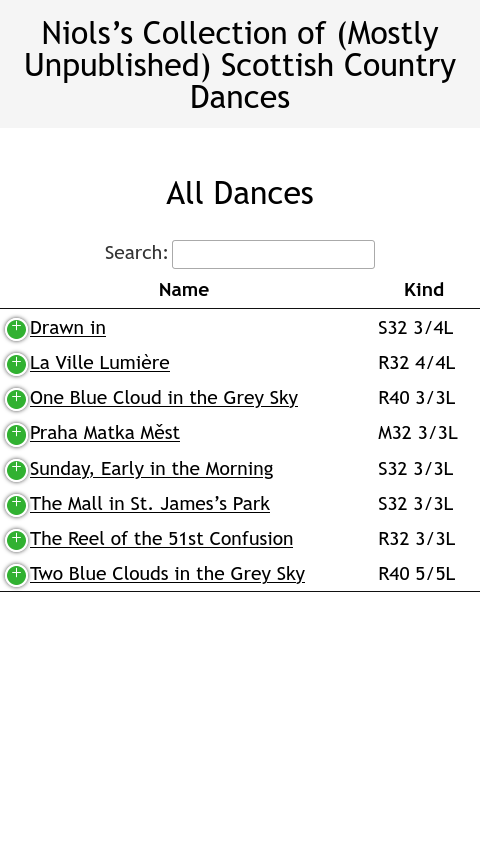 Niols’s Collection of (Mostly
Unpublished) Scottish Country
Dances
All Dances
Search:
Name Kind
Drawn in S32 3/4L
La Ville Lumière R32 4/4L
One Blue Cloud in the Grey Sky R40 3/3L
Praha Matka Měst M32 3/3L
Sunday, Early in the Morning S32 3/3L
The Mall in St. James’s Park S32 3/3L
The Reel of the 51st Confusion R32 3/3L
Two Blue Clouds in the Grey Sky R40 5/5L